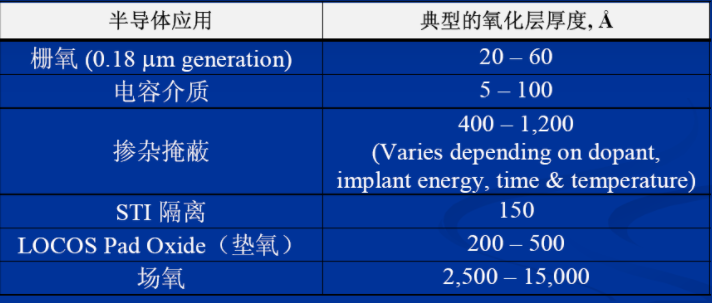 半导体应用
典型的氧化层厚度, Å
栅氧 (0.18 µm generation)
20 – 60
电容介质
5 – 100
掺杂掩蔽
400 – 1,200
(Varies depending on dopant,
implant energy, time & temperature)
STI 隔离
150
LOCOS Pad Oxide（垫氧）
200 – 500
场氧
2,500 – 15,000